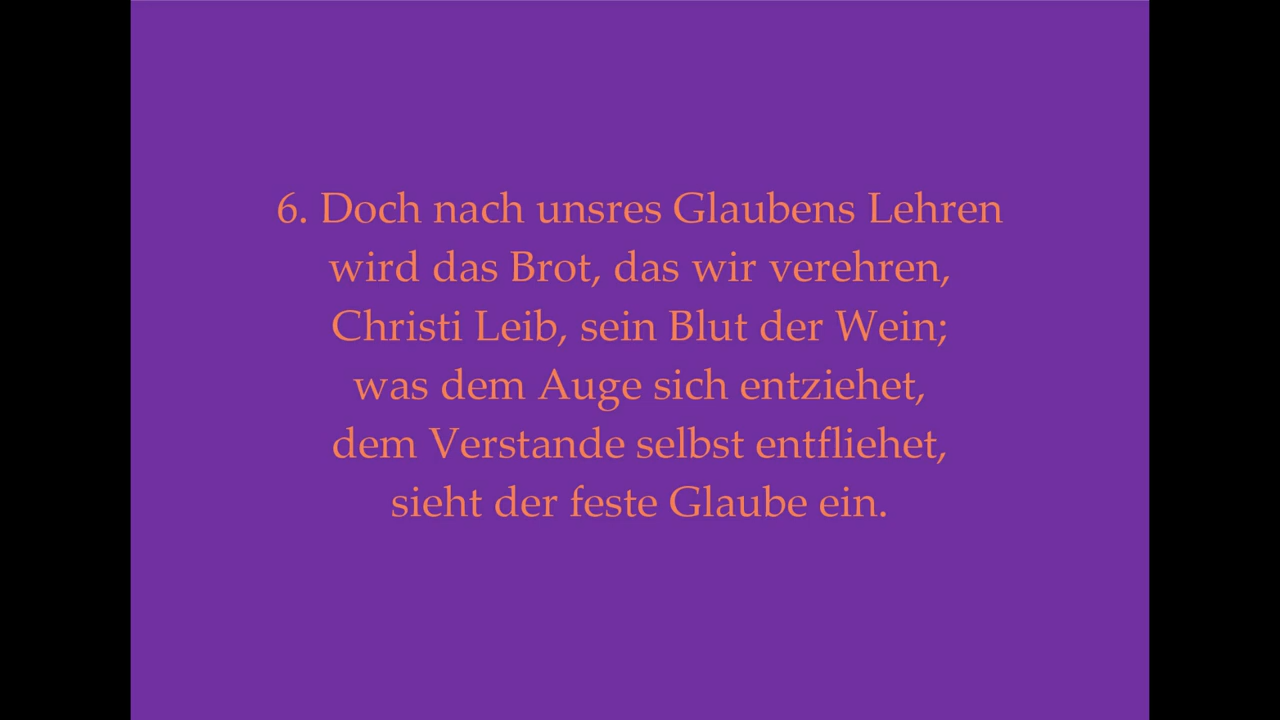 6. Doch nach unsres Glaubens Lehren
wird das Brot, das wir verehren,
Christi Leib, sein Blut der Wein;
was dem Auge sich entziehet,
dem Verstande selbst entfliehet,
sieht der feste Glaube ein.